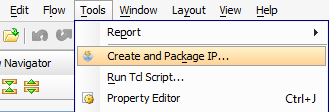 Edit Flow Tools Window Layout View Help
Report
Create and Package IP...
Navigator
Run Tcl Script...
Property Editor Ctrl+J